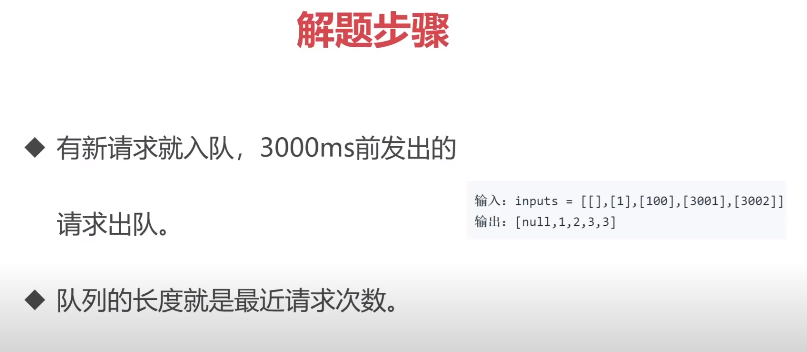 解题步骤
◆ 有新请求就入队，3000ms前发出的
请求出队。
输入：inputs = [[],[1],[100],[3001],[3002]]
输出：[null,1,2,3,3]
◆ 队列的长度就是最近请求次数。